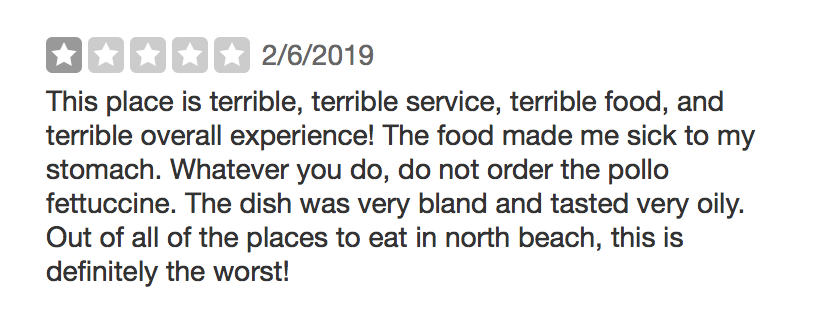 2/6/2019
This place is terrible, terrible service, terrible food, and
terrible overall experience! The food made me sick to my
stomach. Whatever you do, do not order the pollo
fettuccine. The dish was very bland and tasted very oily.
Out of all of the places to eat in north beach, this is
definitely the worst!